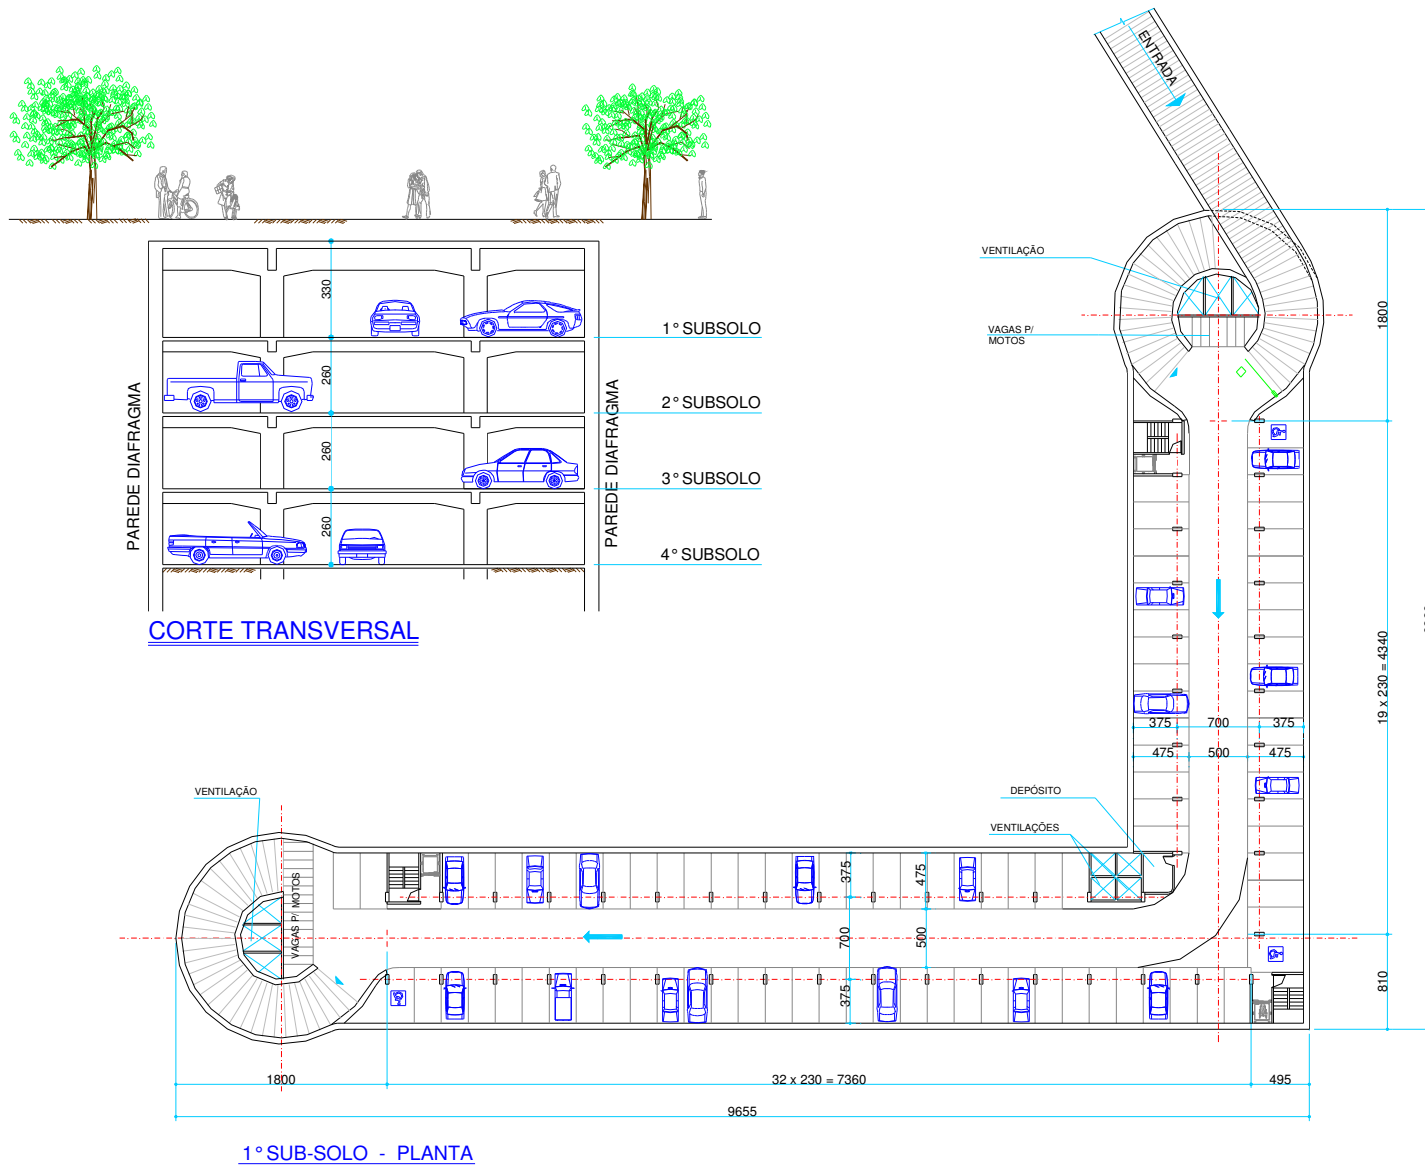 ENTRADA
VENTILAÇÃO
VAGAS P/
MOTOS
1800
330
1° SUBSOLO
260
2° SUBSOLO
260
3° SUBSOLO
260
4° SUBSOLO
PAREDE DIAFRAGMA
PAREDE DIAFRAGMA
CORTE TRANSVERSAL
19 x 230 = 4340
375
700
375
475
500
475
VENTILAÇÃO
DEPÓSITO
VENTILAÇÕES
VAGAS P/ MOTOS
375
475
700
500
375
810
1800
32 x 230 = 7360
495
9655
1° SUB-SOLO - PLANTA